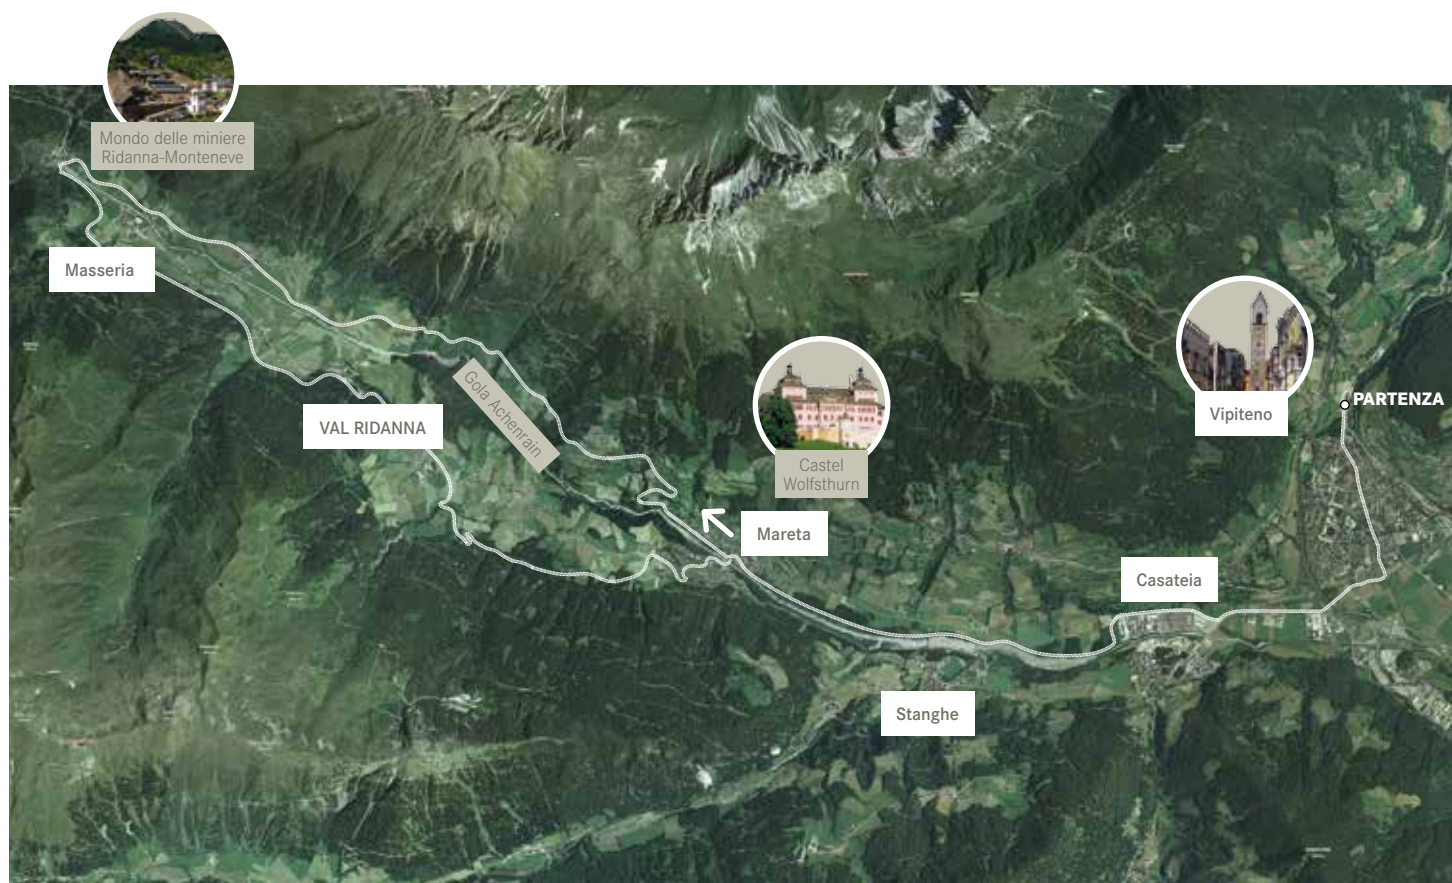 Mondo delle miniere
Ridanna-Monteneve
Masseria
VAL RIDANNA
Gola Achenrain
Castel
Wolfsthurn
Mareta
Vipiteno
PARTENZA
Casateia
Stanghe